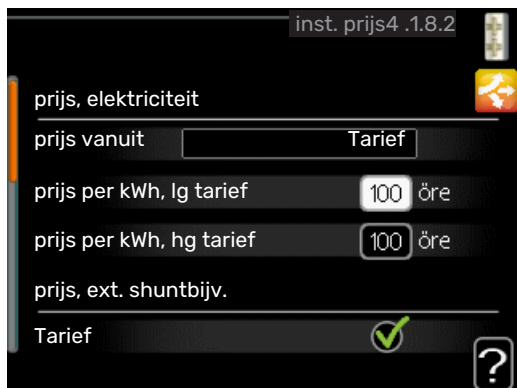 inst. prijs4 .1.8.2
prijs, elektriciteit
prijs vanuit Tarief
prijs per kWh, lg tarief 100 öre
prijs per kWh, hg tarief 100 öre
prijs, ext. shuntbijv.
Tarief
?